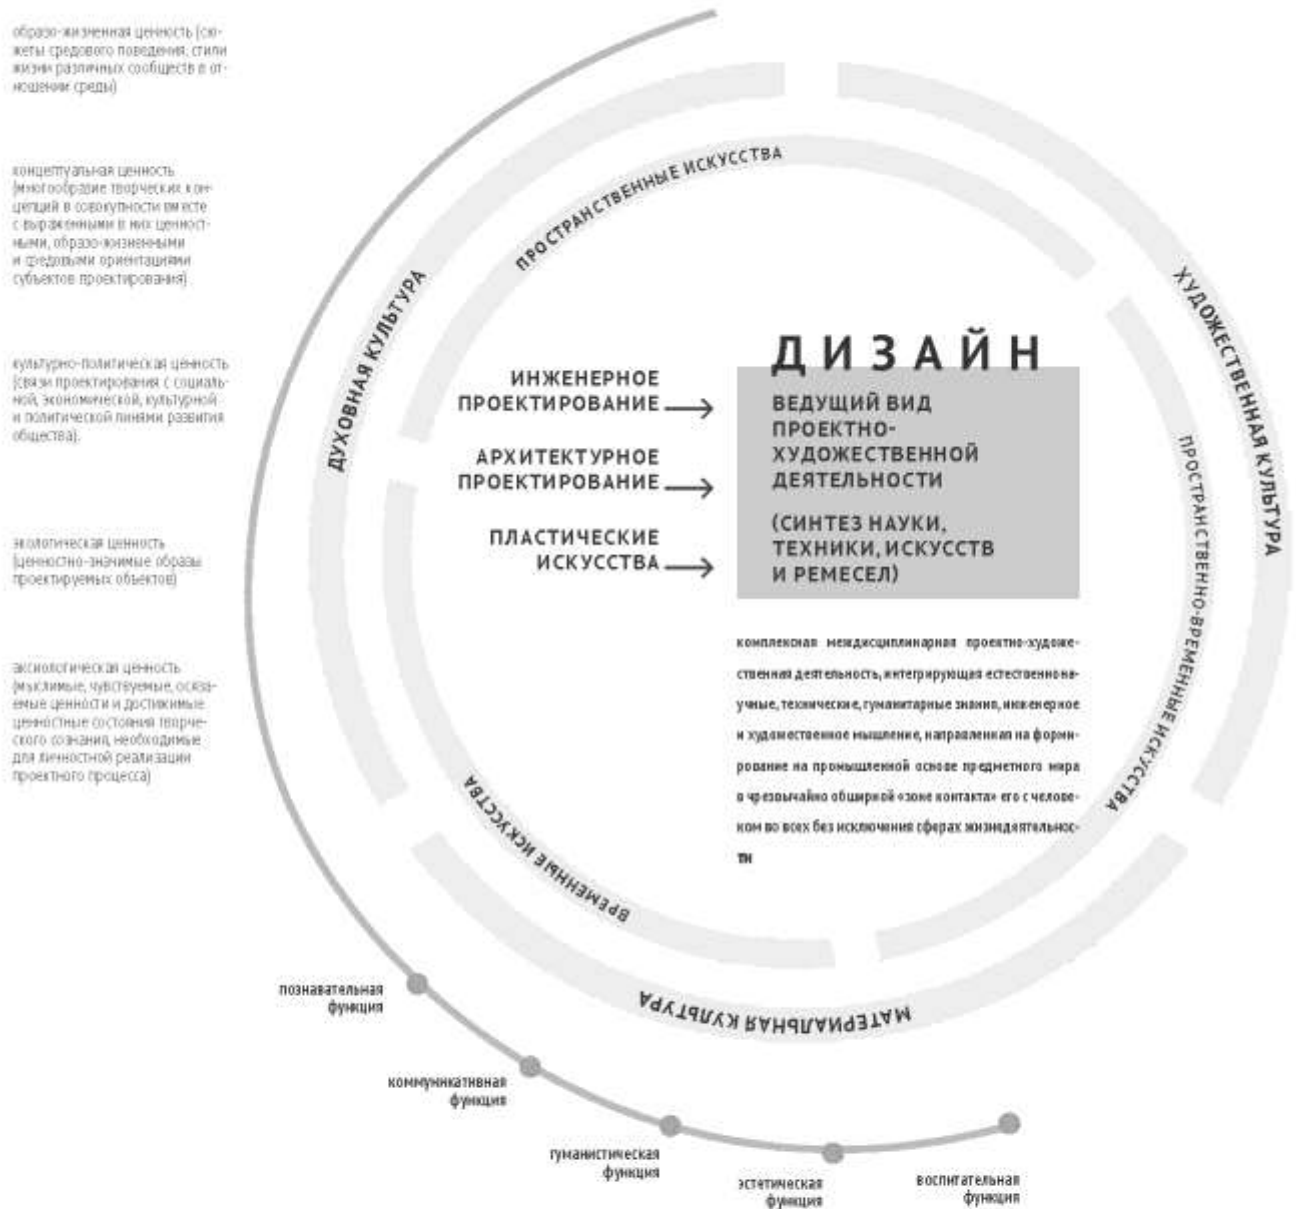 образо-жизненная ценность (сю-
жеты средового поведения, стили
жизни различных сообществ в от-
ношении среды)
концептуальная ценность
(многообразие творческих кон-
цепций в совокупности вместе
с выраженными в них ценност-
ными, образо-жизненными
и средовыми ориентациями
субъектов проектирования)
культурно-политическая ценность
(связи проектирования с социаль-
ной, экономической, культурной
и политической линями развития
общества).
экологическая ценность
(ценностно-значимые образы
проектируемых объектов)
аксиологическая ценность
(мыслимые, чувствуемые, осяза-
емые ценности и достижимые
ценностные состояния творче-
ского сознания, необходимые
для личностной реализации
проектного процесса)
ДУХОВНАЯ КУЛЬТУРА
ХУДОЖЕСТВЕННАЯ КУЛЬТУРА
МАТЕРИАЛЬНАЯ КУЛЬТУРА
ПРОСТРАНСТВЕННЫЕ ИСКУССТВА
ПРОСТРАНСТВЕННО-ВРЕМЕННЫЕ ИСКУССТВА
ВРЕМЕННЫЕ ИСКУССТВА
ИНЖЕНЕРНОЕ
ПРОЕКТИРОВАНИЕ
АРХИТЕКТУРНОЕ
ПРОЕКТИРОВАНИЕ
ПЛАСТИЧЕСКИЕ
ИСКУССТВА
ДИЗАЙН
ВЕДУЩИЙ ВИД
ПРОЕКТНО-
ХУДОЖЕСТВЕННОЙ
ДЕЯТЕЛЬНОСТИ
(СИНТЕЗ НАУКИ,
ТЕХНИКИ, ИСКУССТВ
И РЕМЕСЕЛ)
комплексная междисциплинарная проектно-художе-
ственная деятельность, интегрирующая естественнона-
учные, технические, гуманитарные знания, инженерное
и художественное мышление, направленная на форми-
рование на промышленной основе предметного мира
в чрезвычайно обширной «зоне контакта» его с челове-
ком во всех без исключения сферах жизнедеятельнос-
ти
познавательная
функция
коммуникативная
функция
гуманистическая
функция
эстетическая
функция
воспитательная
функция